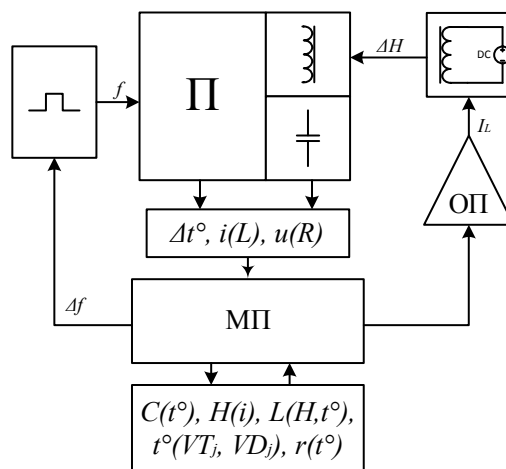 f
П
ΔH
DC
I_L
ОП
Δt°, i(L), u(R)
Δf
МП
C(t°), H(i), L(H,t°),
t°(VT_j, VD_j), r(t°)